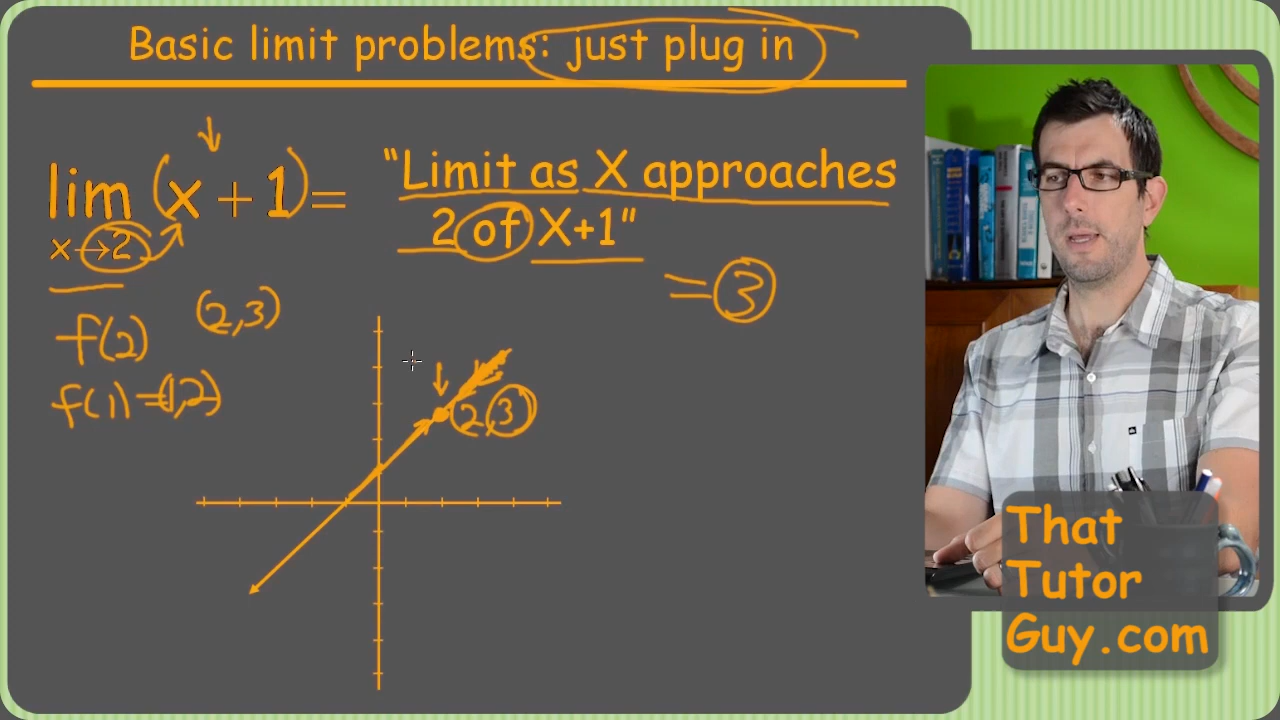 Basic limit problems: just plug in
lim (x + 1) =
x→2
"Limit as X approaches
2 of X+1"
= 3
f(2)
(2,3)
f(1) = (1,2)
(2,3)
That
Tutor
Guy.com